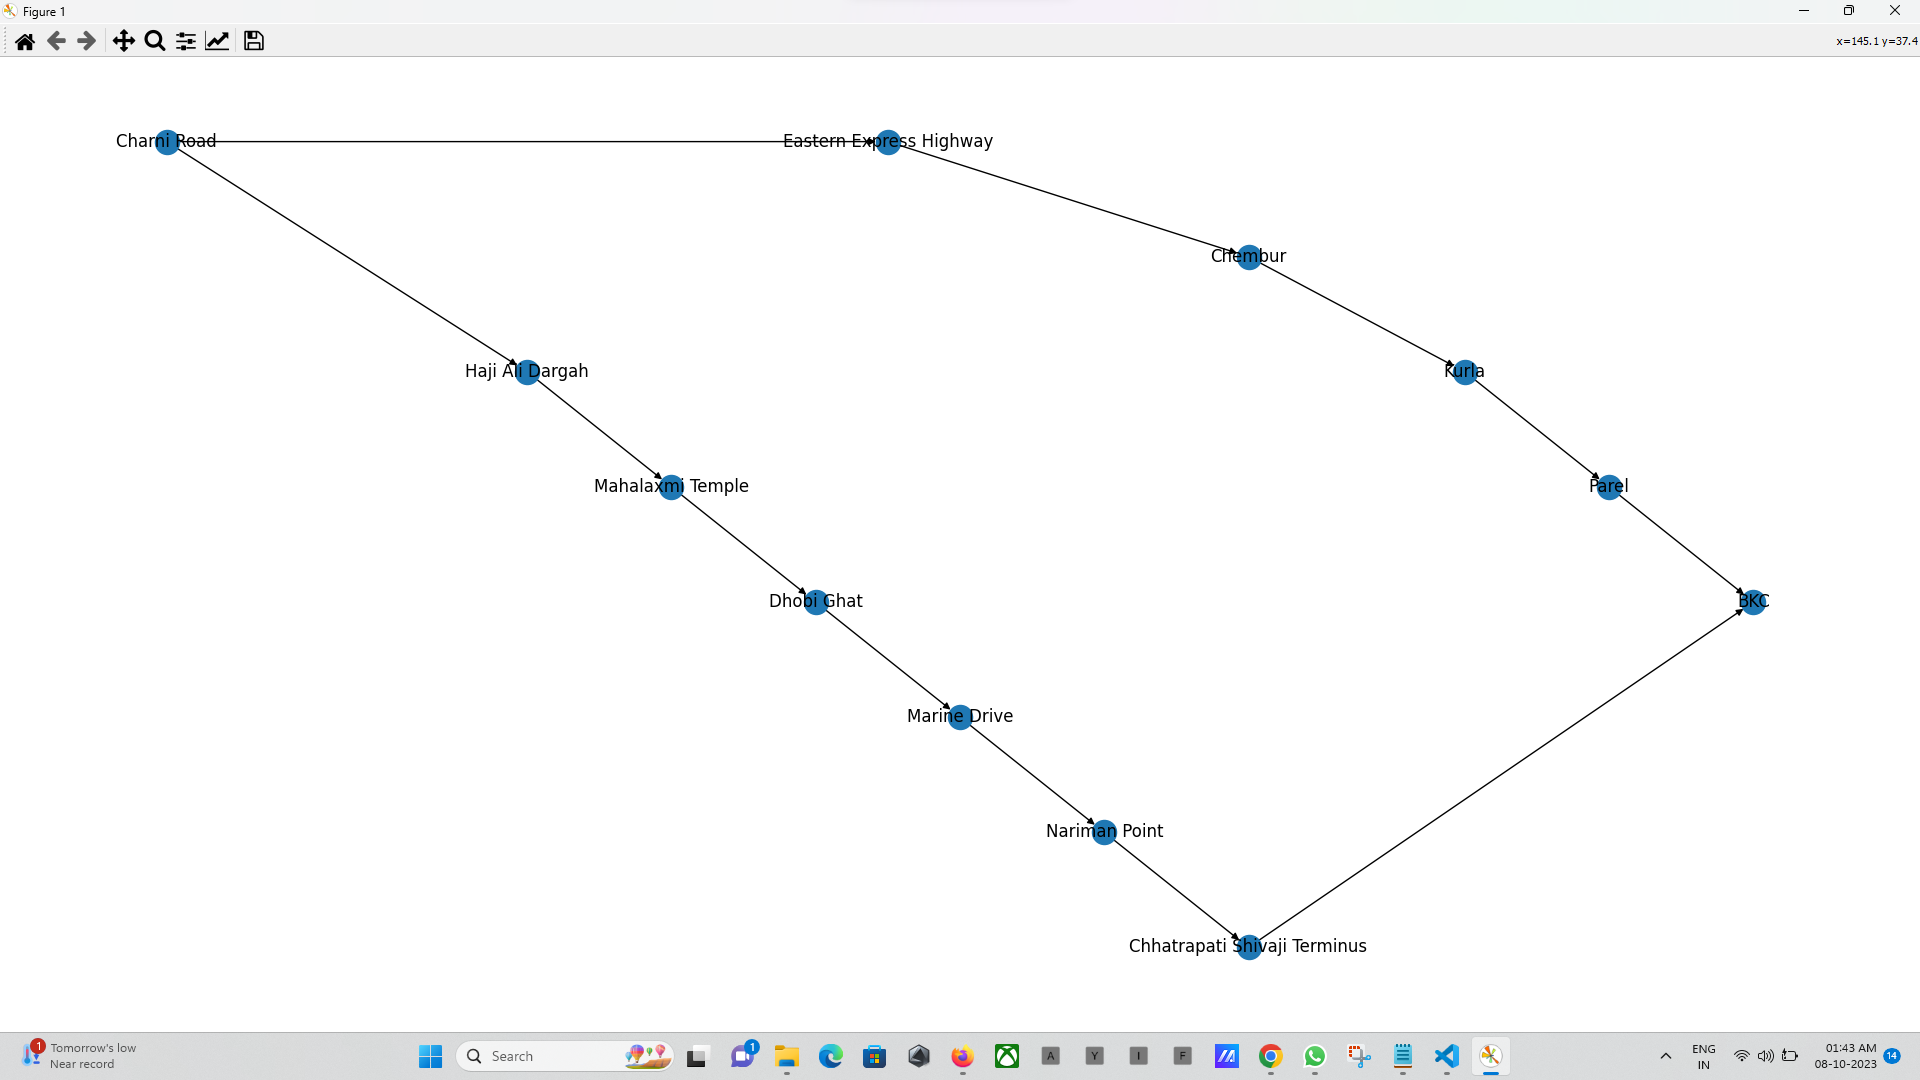 Figure 1
x=145.1 y=37.4
Charni Road
Eastern Express Highway
Chembur
Haji Ali Dargah
Kurla
Mahalaxmi Temple
Parel
Dhobi Ghat
BKC
Marine Drive
Nariman Point
Chhatrapati Shivaji Terminus
1
Tomorrow's low
Near record
Search
1
A
Y
I
F
ENG
IN
01:43 AM
08-10-2023
14